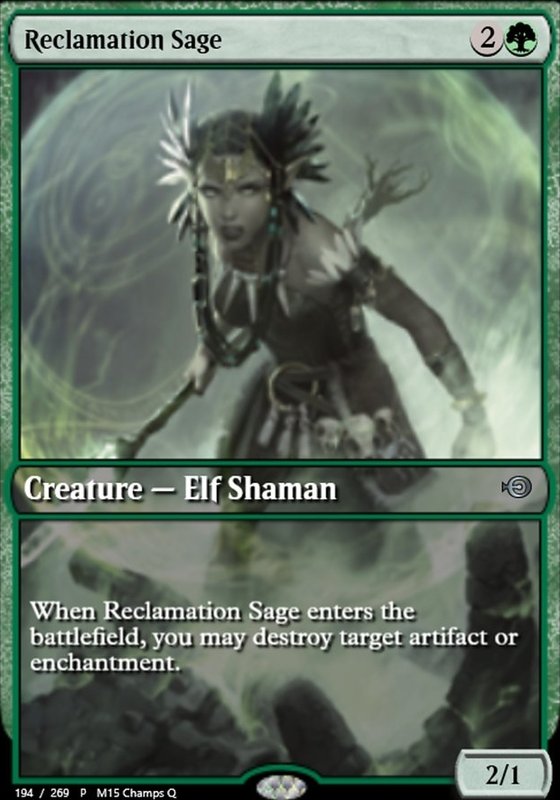 Reclamation Sage 2
Creature — Elf Shaman
When Reclamation Sage enters the
battlefield, you may destroy target artifact or
enchantment.
2/1
194 / 269 P M15 Champs Q